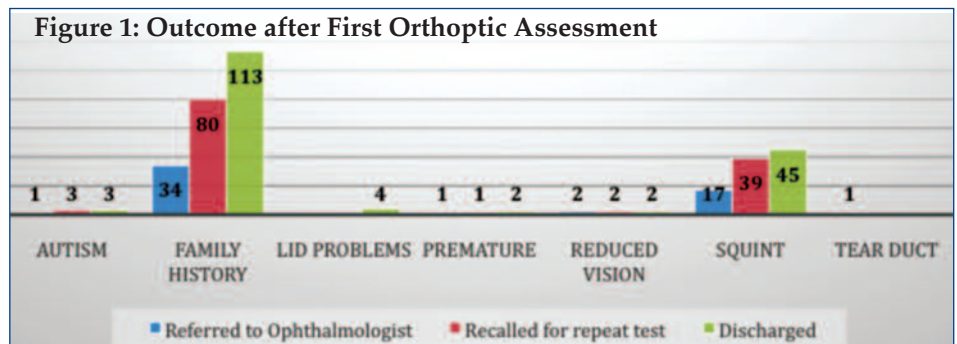 Figure 1: Outcome after First Orthoptic Assessment
113
80
34
1 3 3
4
1 1 2
2 2 2
17 39 45
1
AUTISM FAMILY HISTORY LID PROBLEMS PREMATURE REDUCED VISION SQUINT TEAR DUCT
Referred to Ophthalmologist Recalled for repeat test Discharged